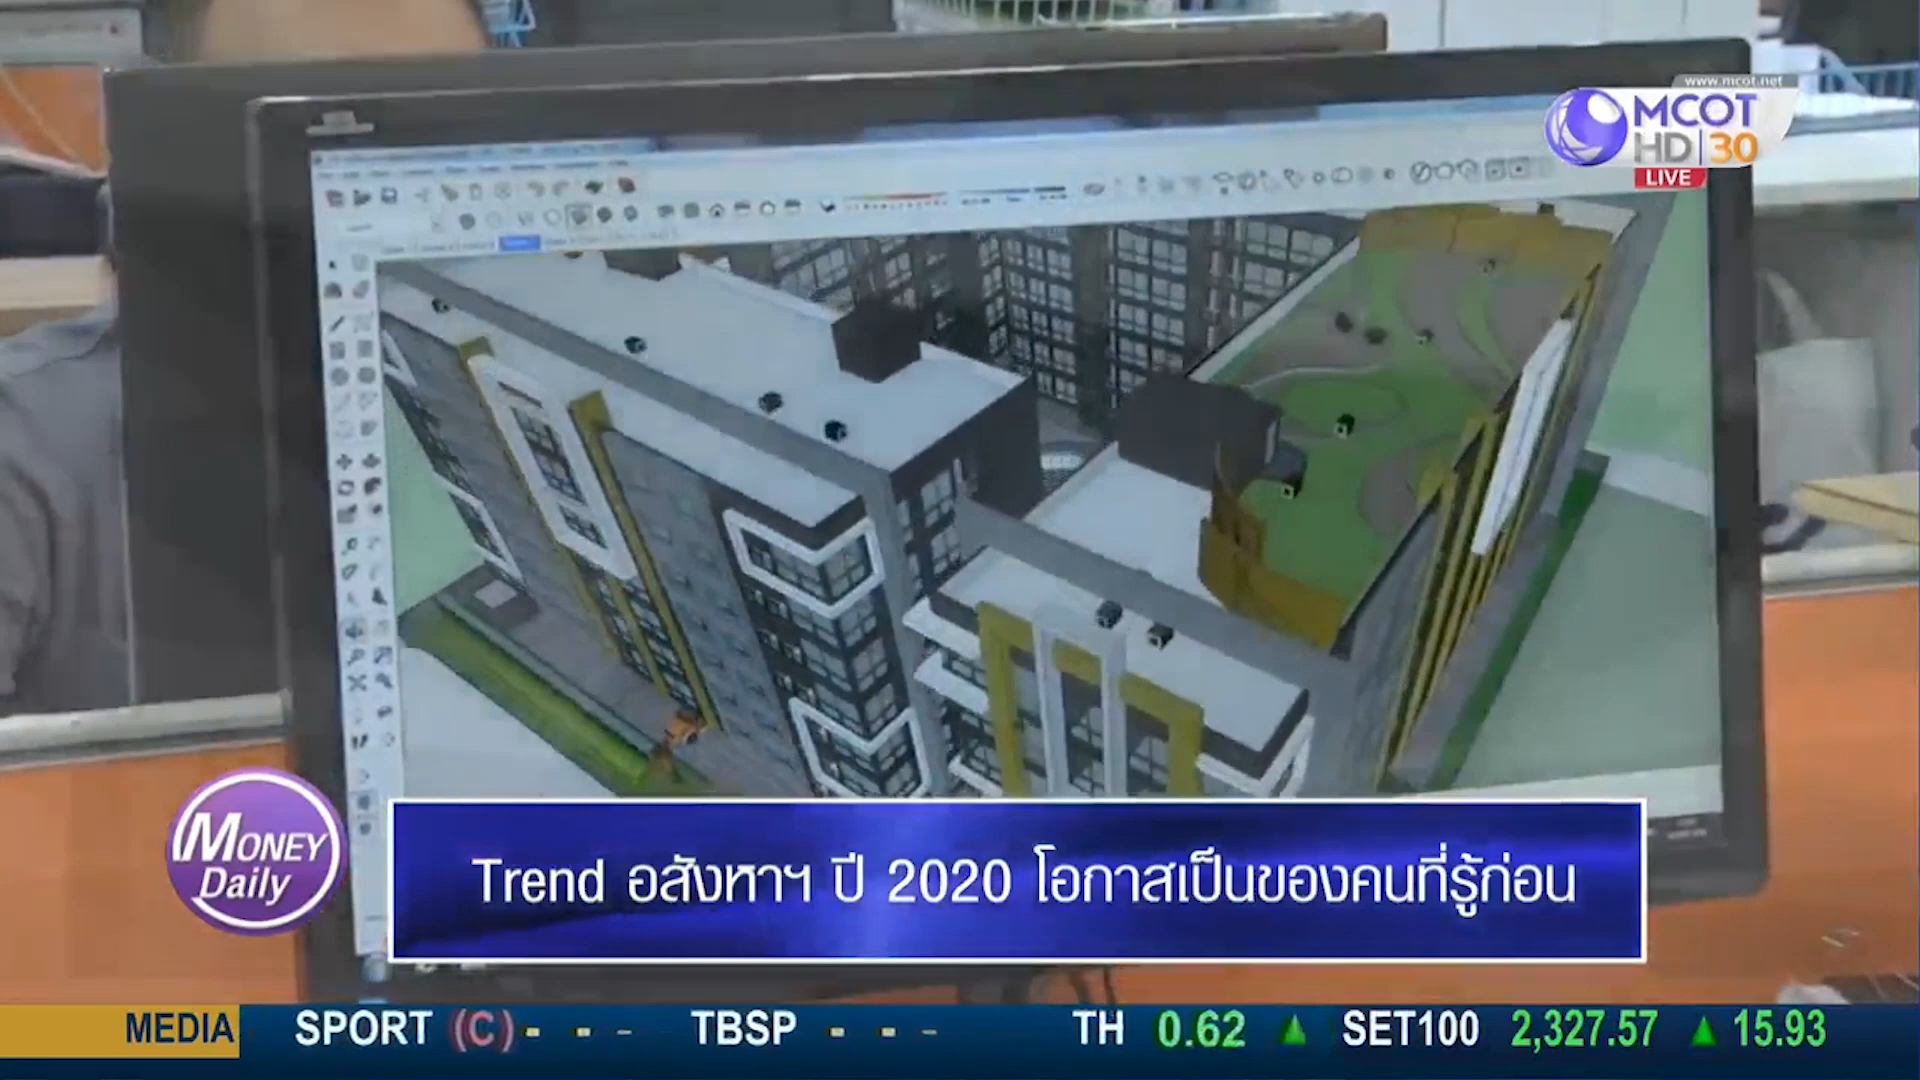 www.mcot.net
MCOT
HD 30
LIVE
MONEY
Daily
Trend อสังหาฯ ปี 2020 โอกาสเป็นของคนที่รู้ก่อน
MEDIA SPORT (C) - - - TBSP - - - TH 0.62 ▲ SET100 2,327.57 ▲ 15.93